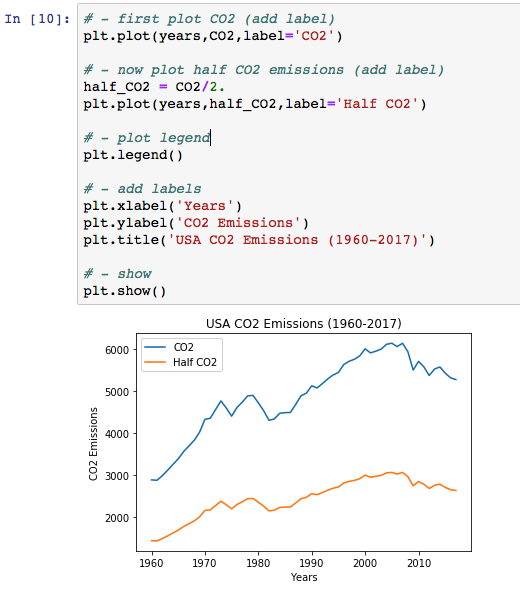 In [10]:
# - first plot CO2 (add label)
plt.plot(years,CO2,label='CO2')
# - now plot half CO2 emissions (add label)
half_CO2 = CO2/2.
plt.plot(years,half_CO2,label='Half CO2')
# - plot legend
plt.legend()
# - add labels
plt.xlabel('Years')
plt.ylabel('CO2 Emissions')
plt.title('USA CO2 Emissions (1960-2017)')
# - show
plt.show()
USA CO2 Emissions (1960-2017)
CO2
Half CO2
6000
5000
4000
3000
2000
CO2 Emissions
1960 1970 1980 1990 2000 2010
Years